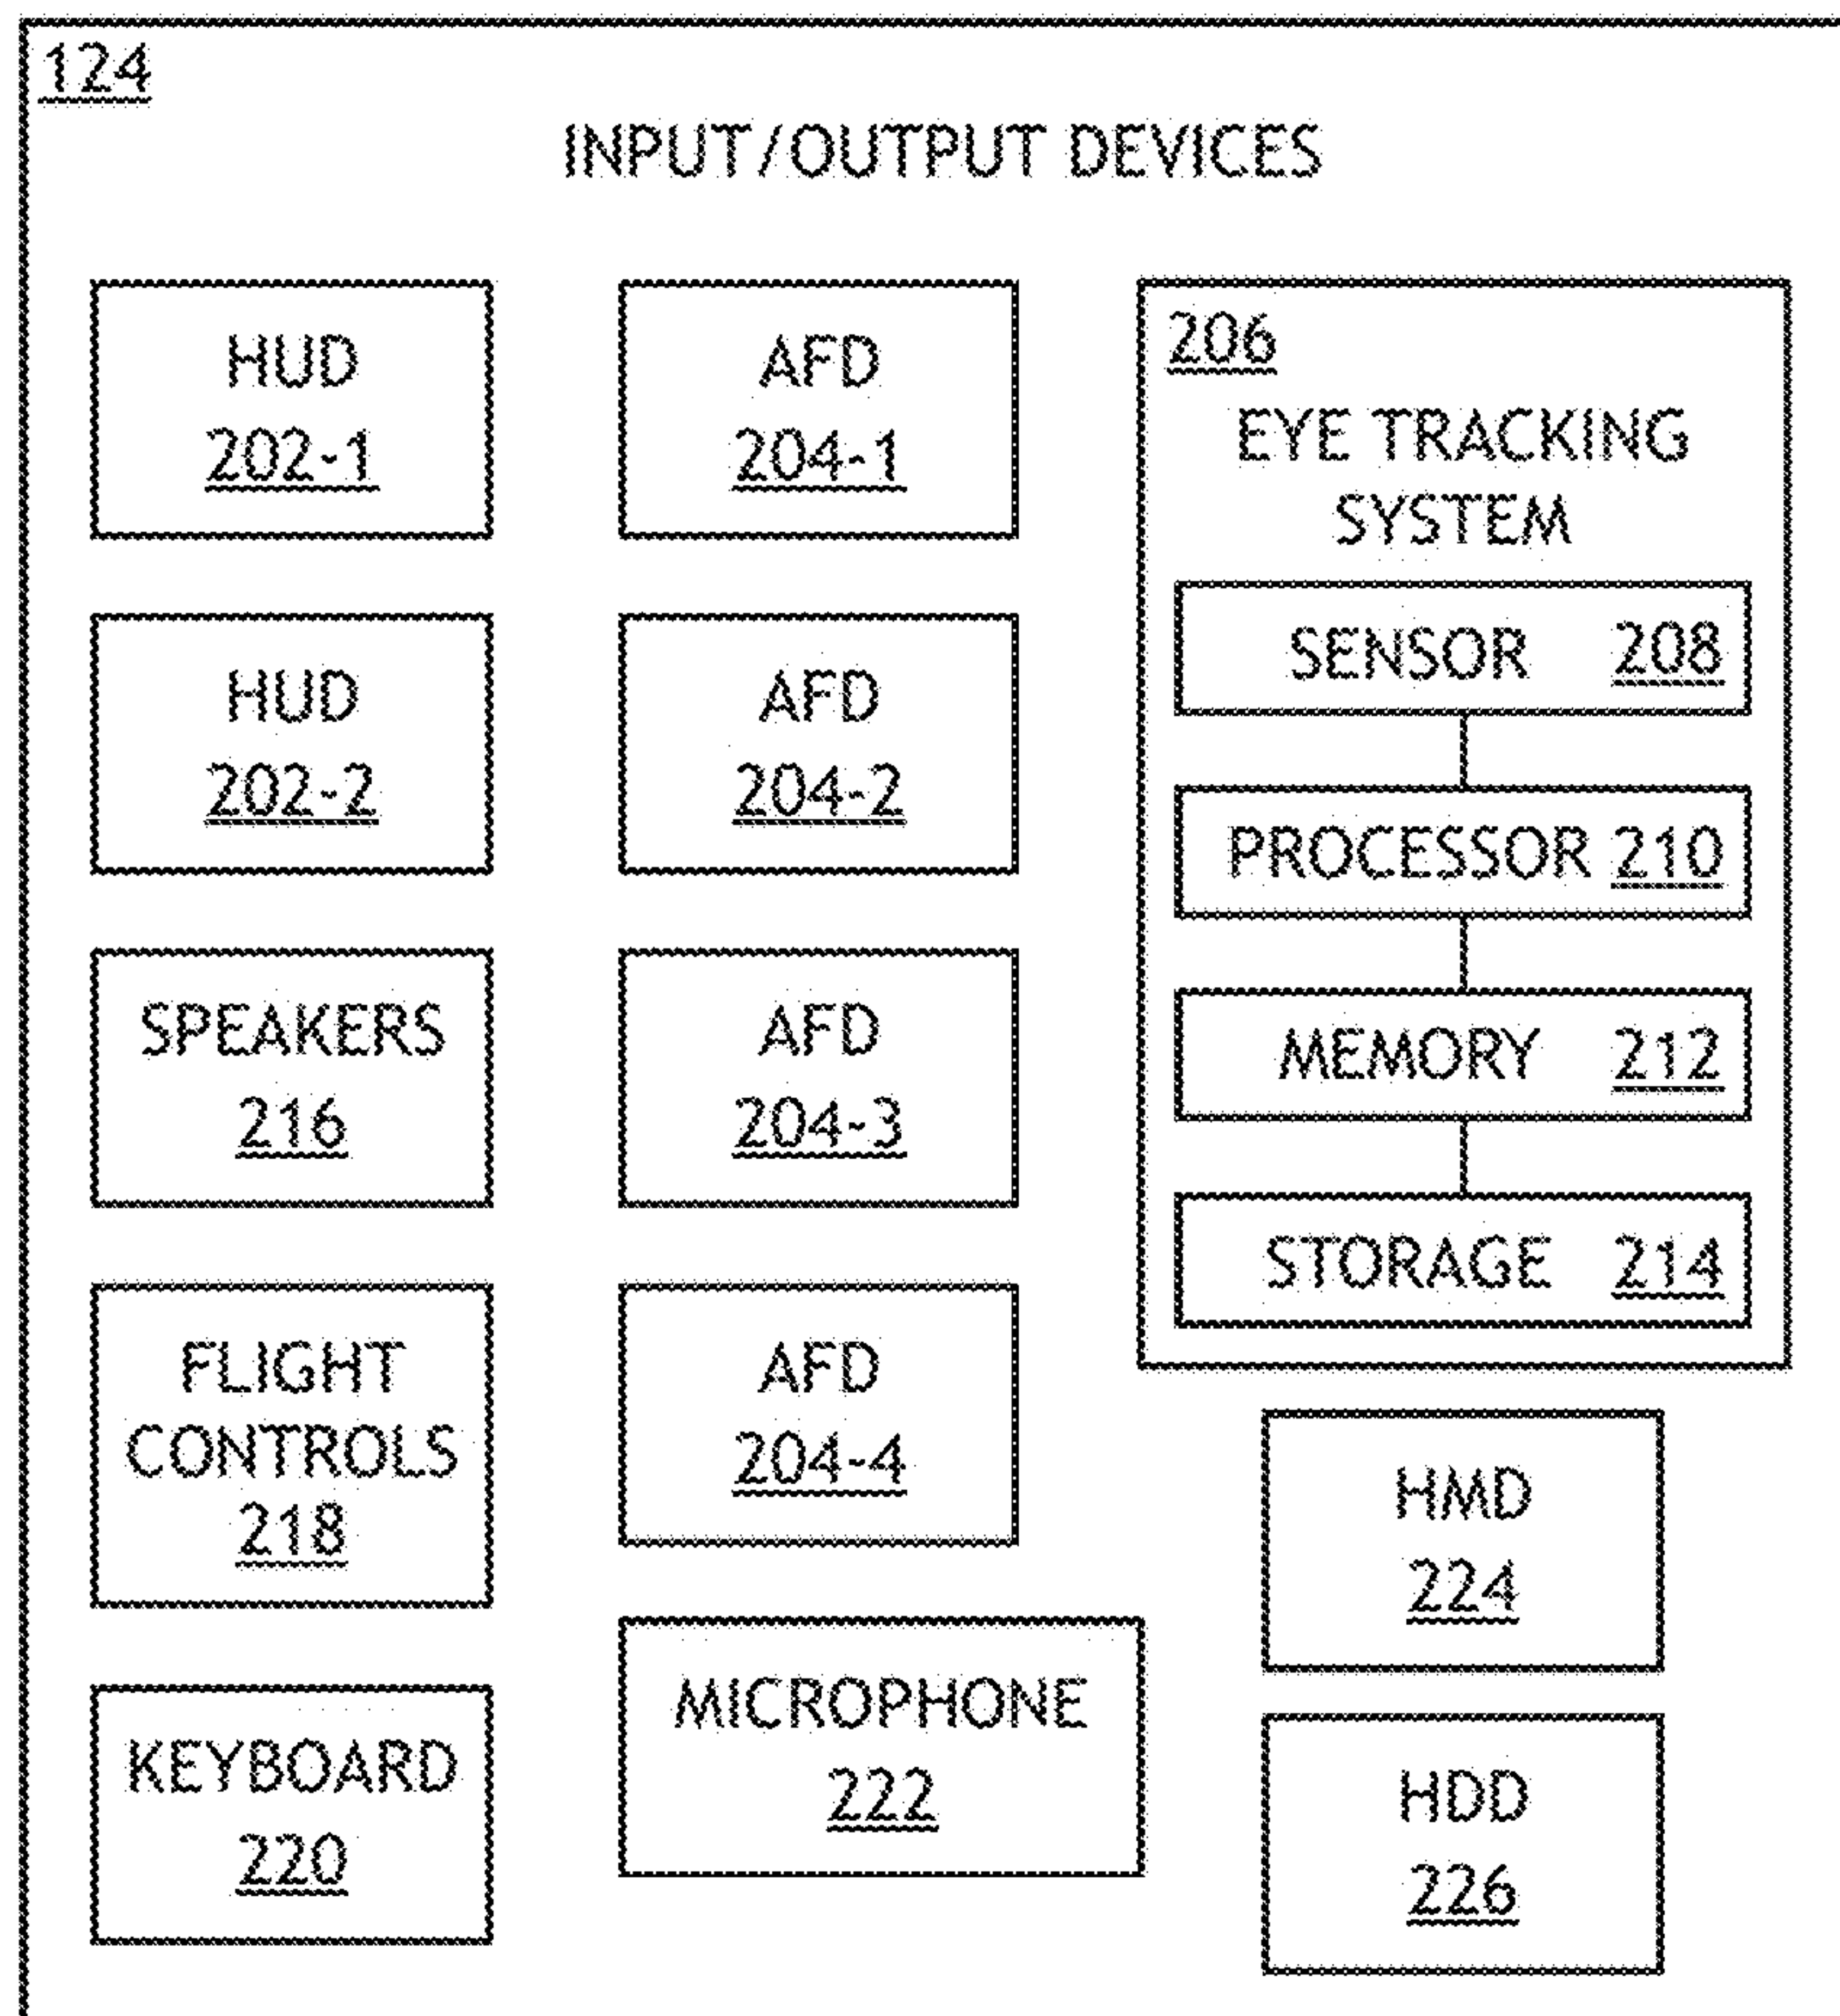 124
INPUT/OUTPUT DEVICES
HUD
202-1
AFD
204-1
206
EYE TRACKING
SYSTEM
SENSOR 208
PROCESSOR 210
MEMORY 212
STORAGE 214
HUD
202-2
AFD
204-2
SPEAKERS
216
AFD
204-3
FLIGHT
CONTROLS
218
AFD
204-4
HMD
224
KEYBOARD
220
MICROPHONE
222
HDD
226